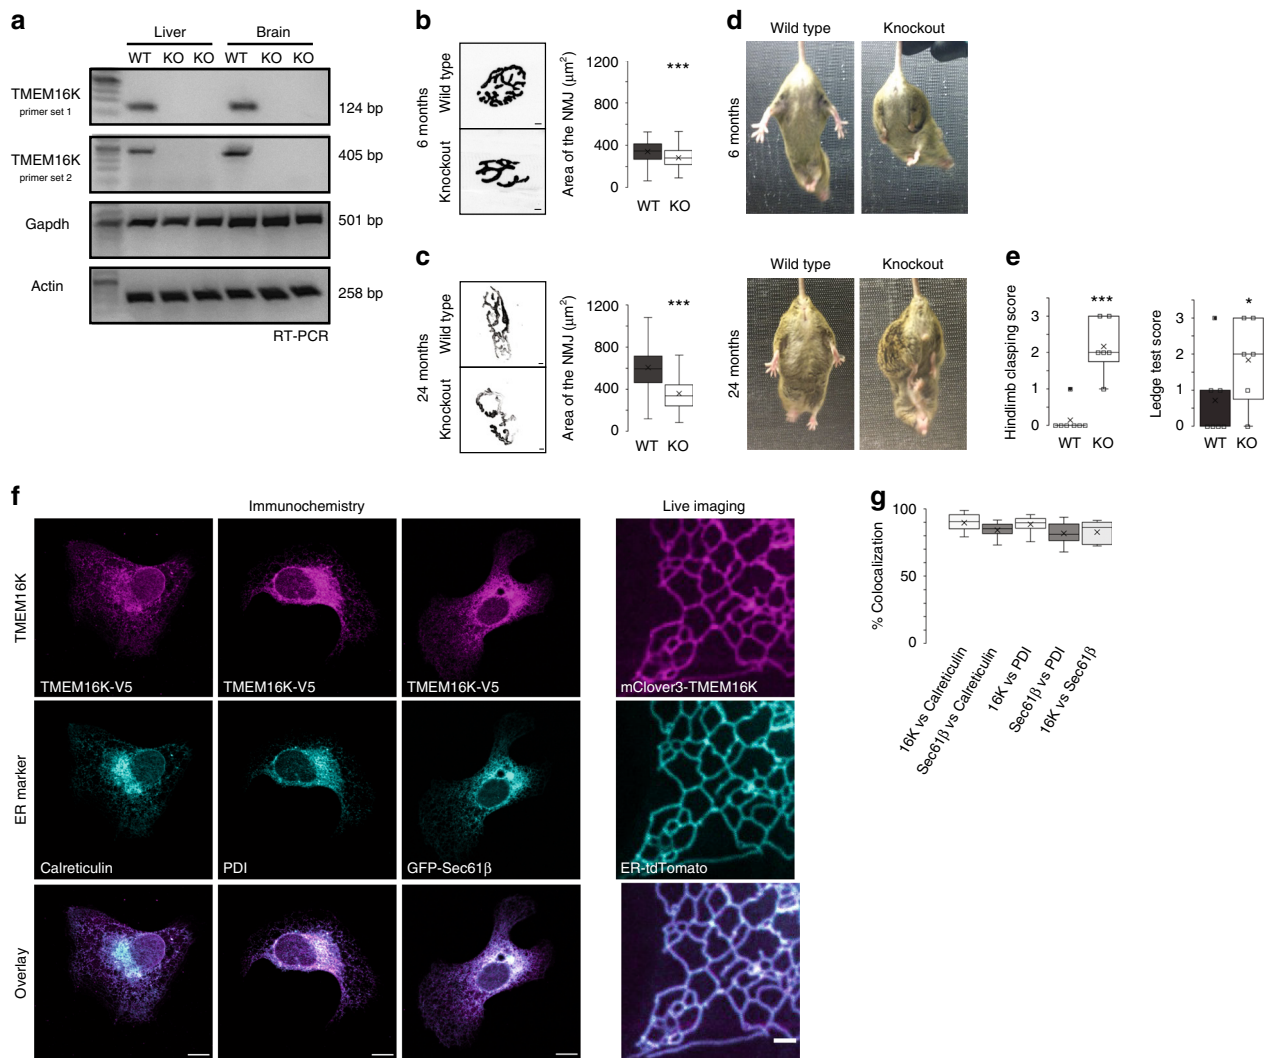 a
Liver Brain
WT KO KO WT KO KO
TMEM16K
primer set 1
124 bp
TMEM16K
primer set 2
405 bp
Gapdh
501 bp
Actin
258 bp
RT-PCR
b
6 months
Wild type
Knockout
Area of the NMJ (µm²)
1200
800
400
0
***
WT KO
c
24 months
Wild type
Knockout
Area of the NMJ (µm²)
1200
800
600
400
0
***
WT KO
d
Wild type Knockout
6 months
Wild type Knockout
24 months
e
Hindlimb clasping score
3
2
1
0
***
WT KO
Ledge test score
3
2
1
0
*
WT KO
f
Immunochemistry
Live imaging
TMEM16K
TMEM16K-V5
TMEM16K-V5
TMEM16K-V5
mClover3-TMEM16K
ER marker
Calreticulin
PDI
GFP-Sec61β
ER-tdTomato
Overlay
g
% Colocalization
100
50
0
16K vs Calreticulin
Sec61β vs Calreticulin
16K vs PDI
Sec61β vs PDI
16K vs Sec61β